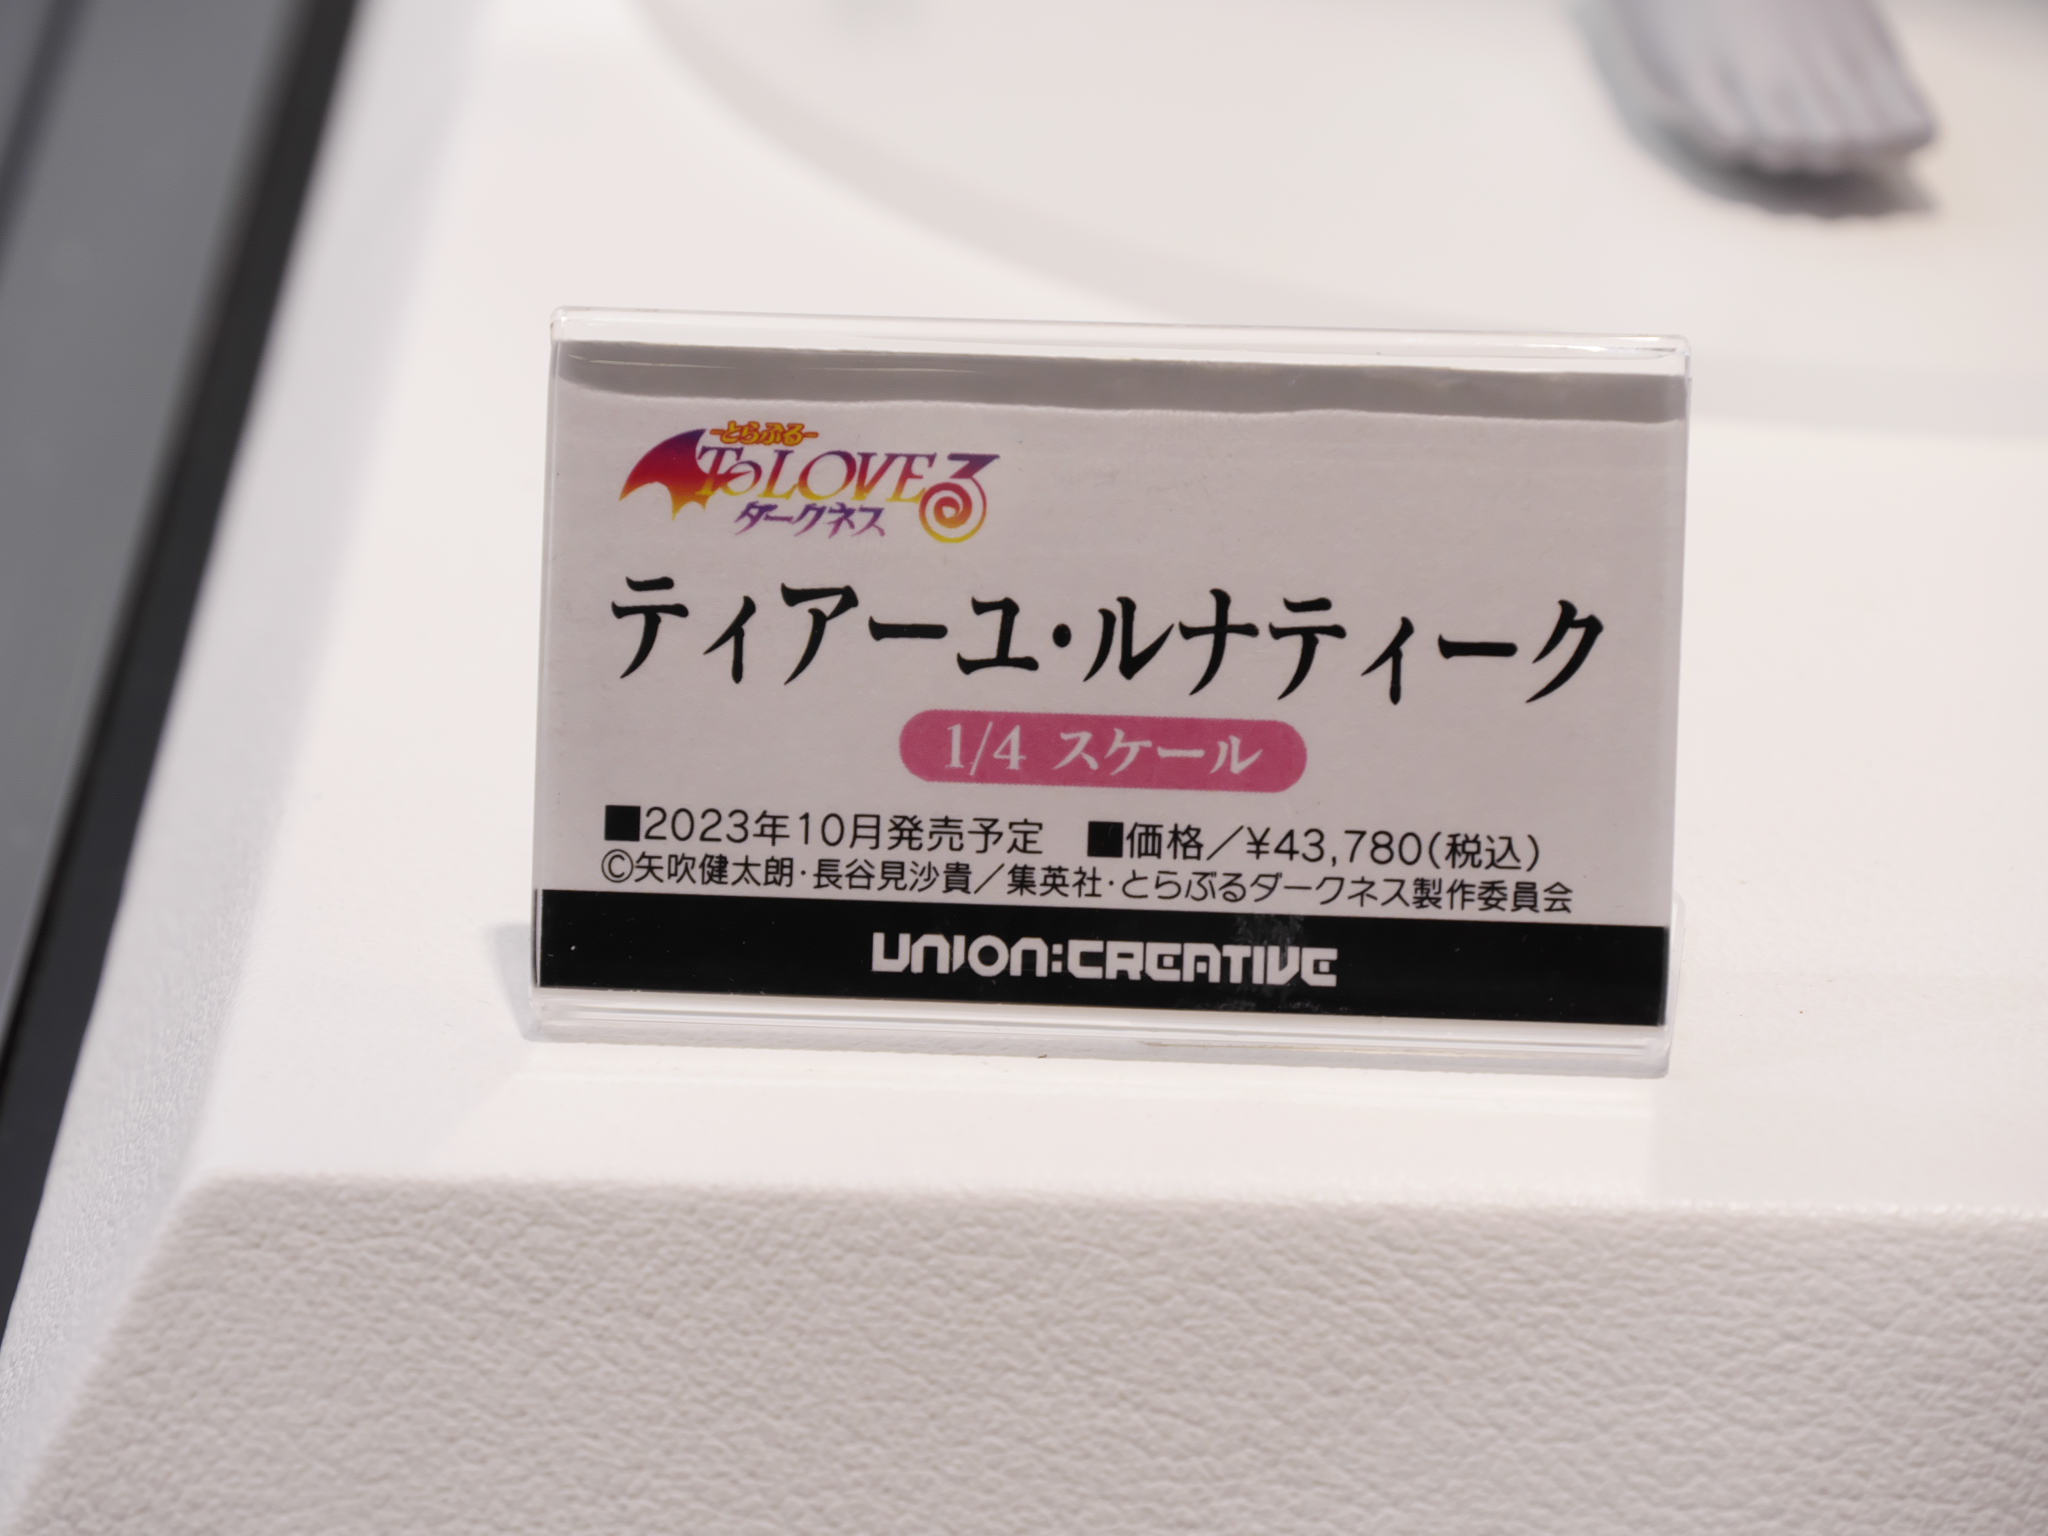 -とらぶる-
To LOVEる
ダークネス
ティアーユ・ルナティーク
1/4 スケール
■2023年10月発売予定 ■価格／¥43,780(税込)
©矢吹健太朗・長谷見沙貴／集英社・とらぶるダークネス製作委員会
UNION:CREATIVE